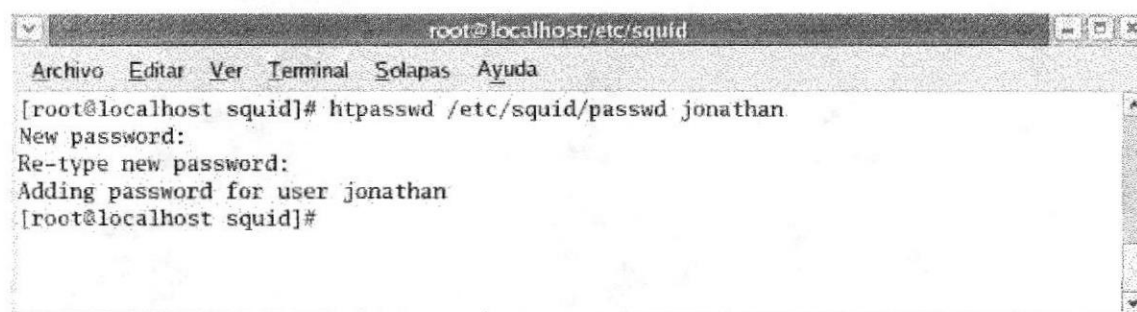 root@localhost:/etc/squid
Archivo Editar Ver Terminal Solapas Ayuda
[root@localhost squid]# htpasswd /etc/squid/passwd jonathan
New password:
Re-type new password:
Adding password for user jonathan
[root@localhost squid]#